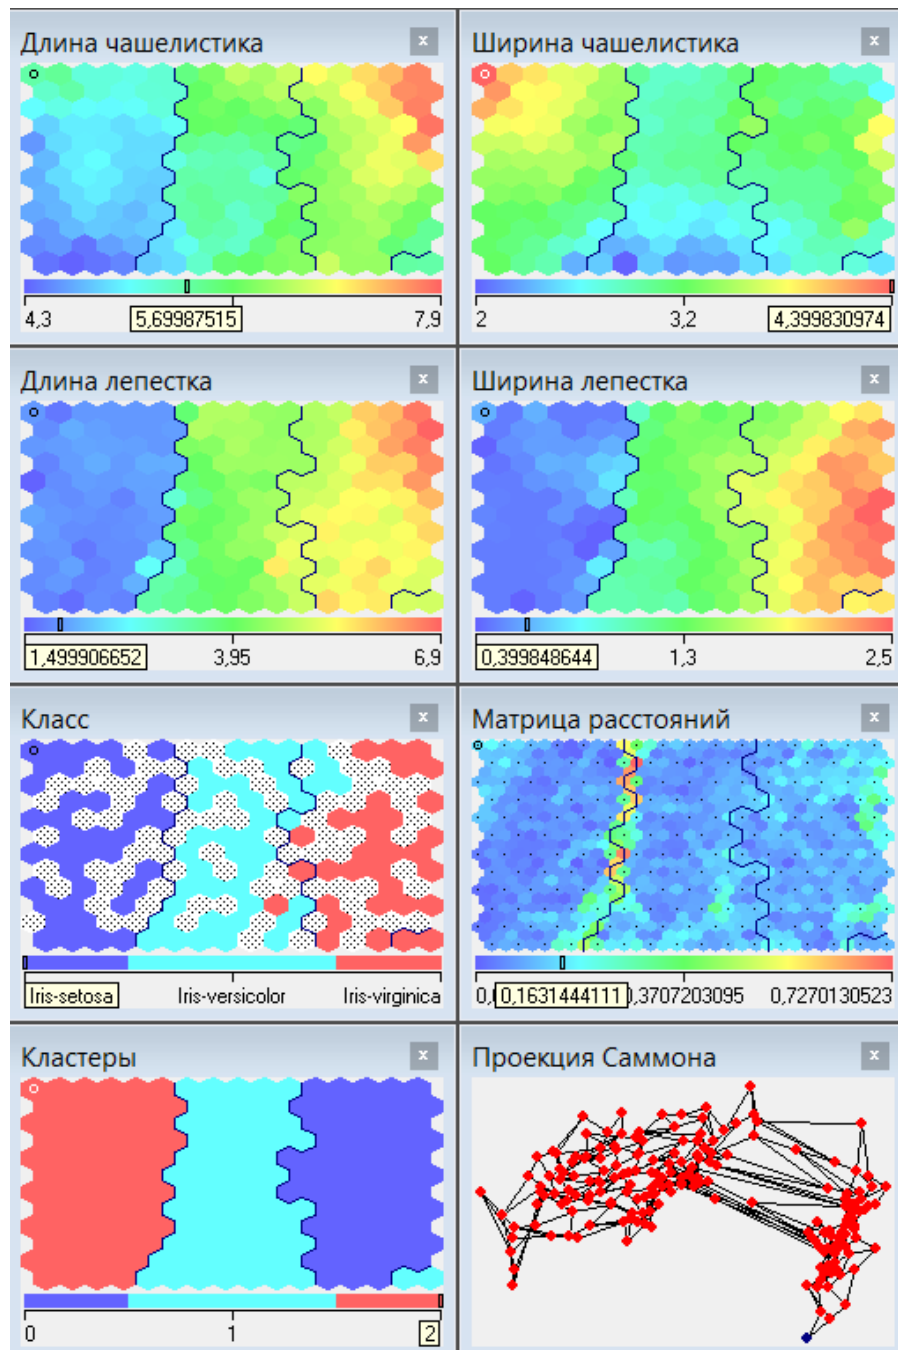 Длина чашелистика
Ширина чашелистика
4,3 5,69987515 7,9
2 3,2 4,399830974
Длина лепестка
Ширина лепестка
1,499906652 3,95 6,9
0,399848644 1,3 2,5
Класс
Матрица расстояний
Iris-setosa Iris-versicolor Iris-virginica
0,1631444111 ,3707203095 0,7270130523
Кластеры
Проекция Саммона
0 1 2